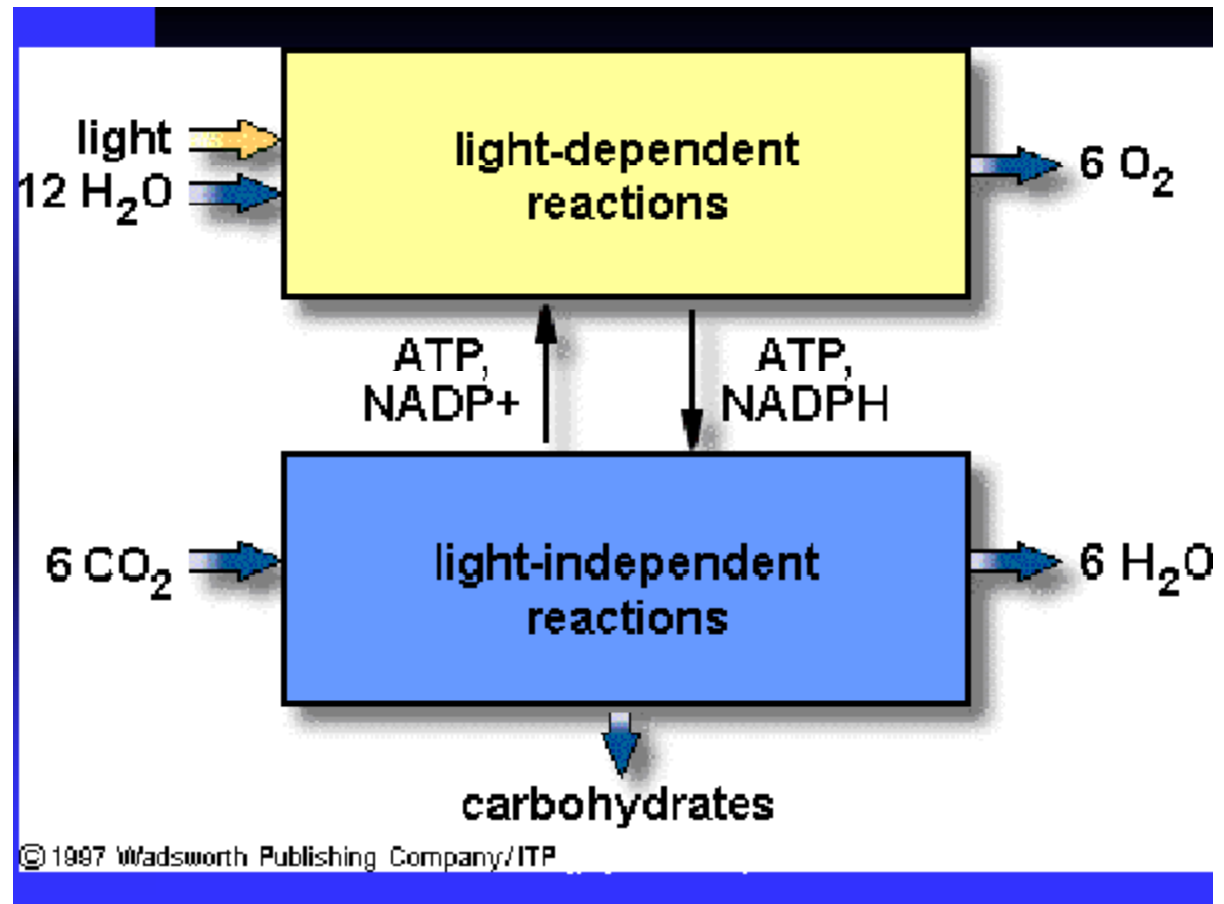 light
12 H₂O
light-dependent
reactions
6 O₂
ATP,
NADP+
ATP,
NADPH
6 CO₂
light-independent
reactions
6 H₂O
carbohydrates
©1997 Wadsworth Publishing Company/ITP